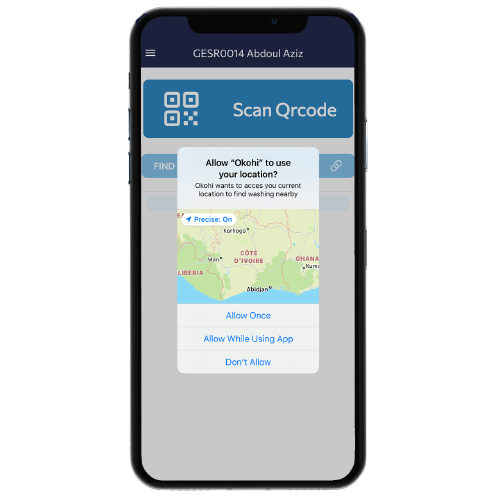 GESR0014 Abdoul Aziz
Scan Qrcode
FIND
Allow “Okohi” to use
your location?
Okohi wants to acces you current
location to find washing nearby
Precise: On
Korhogo
Man
CÔTE
D'IVOIRE
GHANA
Kum
LIBERIA
Abidjan
Allow Once
Allow While Using App
Don't Allow